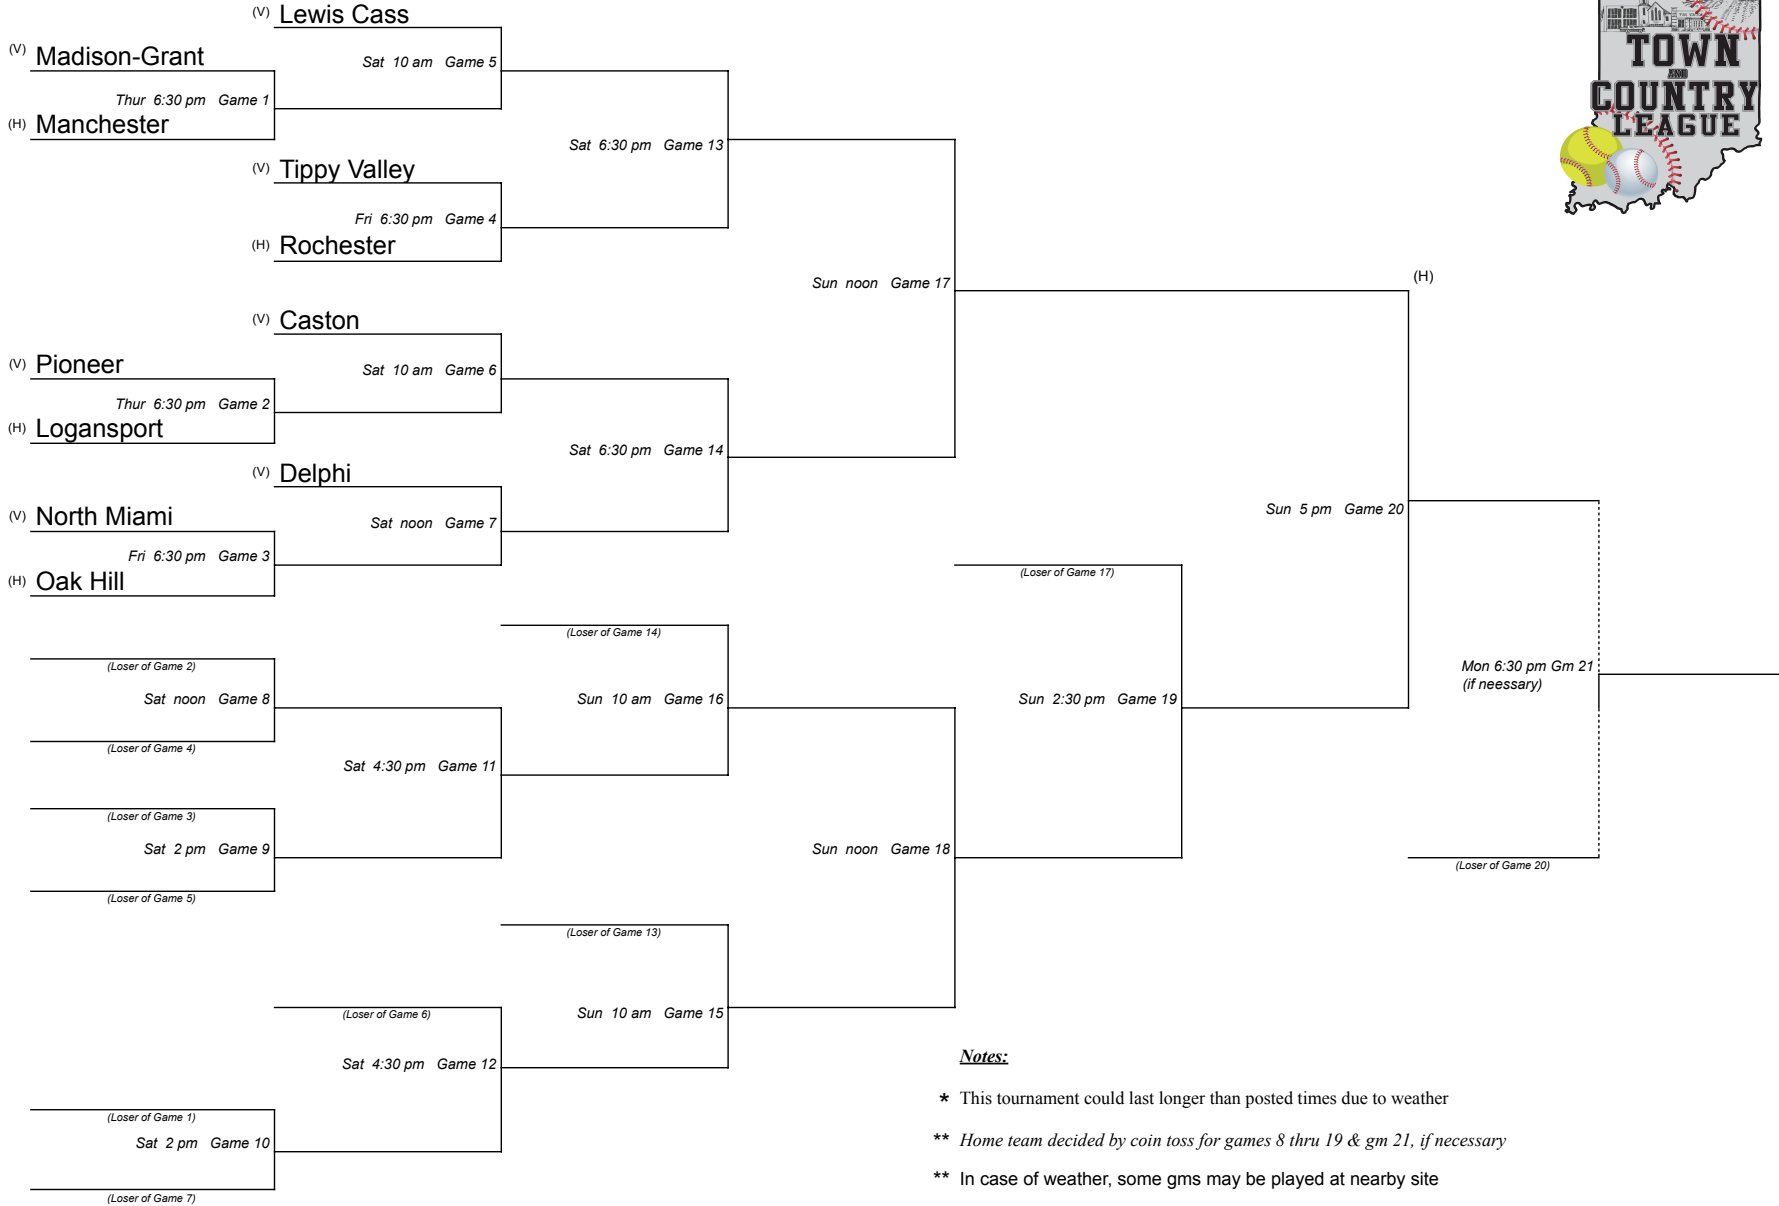 (V) Lewis Cass
(V) Madison-Grant
Sat 10 am Game 5
Thur 6:30 pm Game 1
(H) Manchester
Sat 6:30 pm Game 13
(V) Tippy Valley
Fri 6:30 pm Game 4
(H) Rochester
TOWN
AND
COUNTRY
LEAGUE
Sun noon Game 17
(H)
(V) Caston
(V) Pioneer
Sat 10 am Game 6
Thur 6:30 pm Game 2
(H) Logansport
Sat 6:30 pm Game 14
(V) Delphi
(V) North Miami
Sat noon Game 7
Sun 5 pm Game 20
Fri 6:30 pm Game 3
(H) Oak Hill
(Loser of Game 17)
(Loser of Game 14)
(Loser of Game 2)
Sat noon Game 8
Sun 10 am Game 16
Sun 2:30 pm Game 19
Mon 6:30 pm Gm 21
(if neessary)
(Loser of Game 4)
Sat 4:30 pm Game 11
(Loser of Game 3)
Sat 2 pm Game 9
Sun noon Game 18
(Loser of Game 20)
(Loser of Game 5)
(Loser of Game 13)
(Loser of Game 6)
Sun 10 am Game 15
Sat 4:30 pm Game 12
(Loser of Game 1)
Sat 2 pm Game 10
(Loser of Game 7)
Notes:
* This tournament could last longer than posted times due to weather
** Home team decided by coin toss for games 8 thru 19 & gm 21, if necessary
** In case of weather, some gms may be played at nearby site